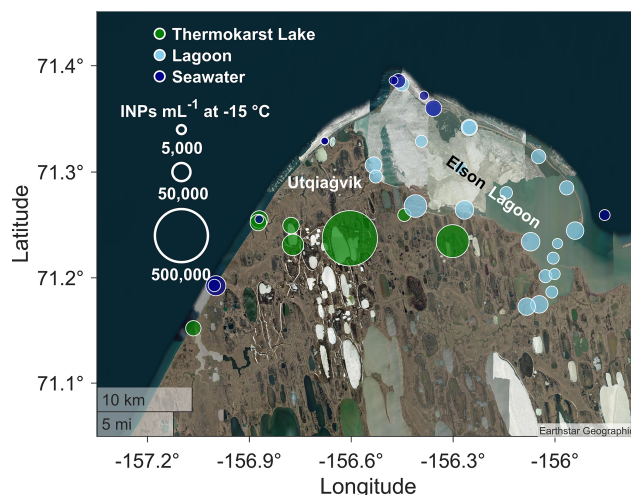 Thermokarst Lake
Lagoon
Seawater
INPs mL-1 at -15 °C
5,000
50,000
500,000
Utqiaġvik
Elson Lagoon
71.4°
71.3°
71.2°
71.1°
Latitude
10 km
5 mi
Earthstar Geographic
-157.2° -156.9° -156.6° -156.3° -156°
Longitude